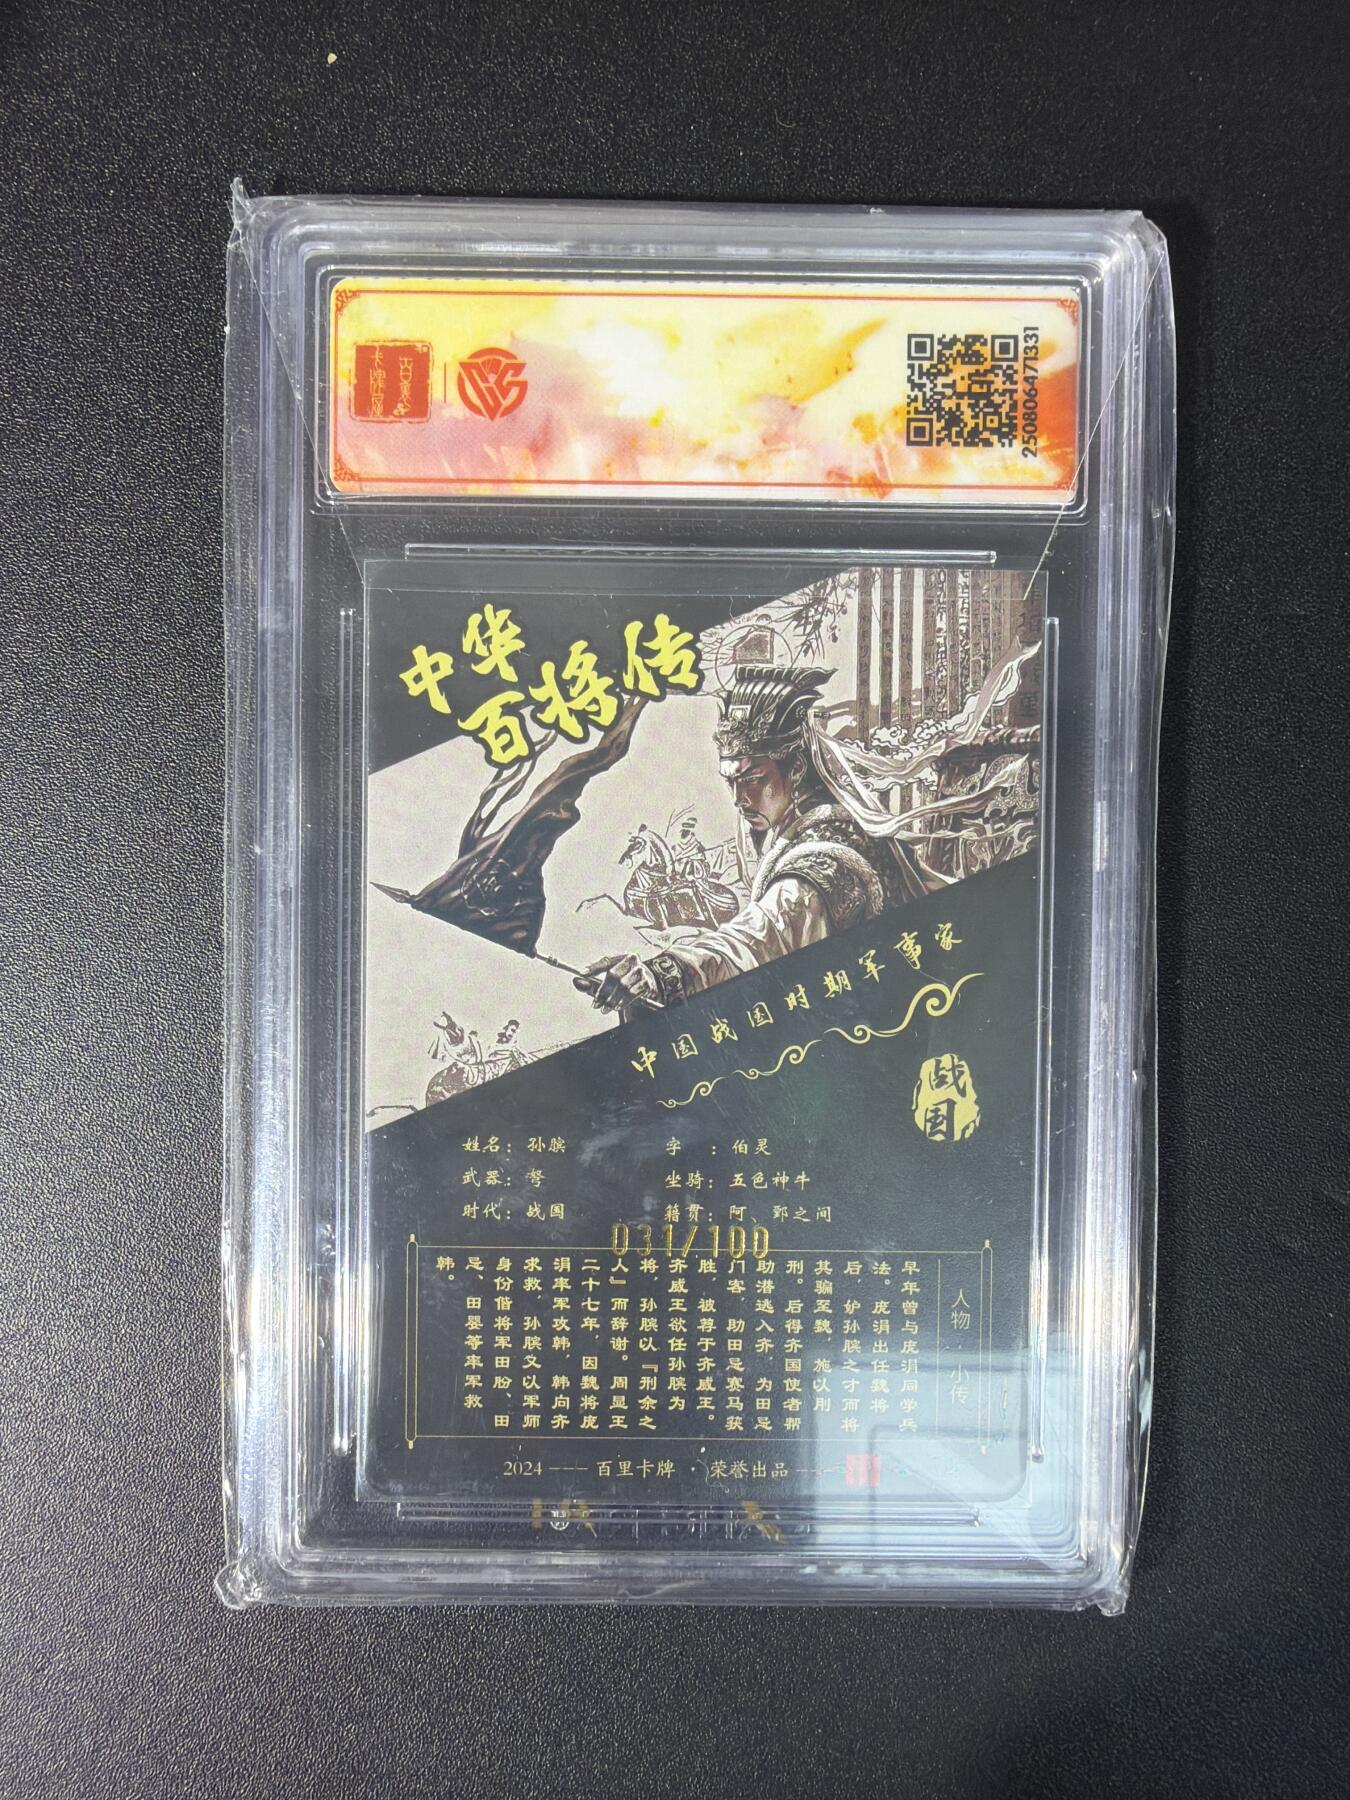 250806471331
中华
百将传
中国战国时期军事家
战国
姓名：孙膑
字：伯灵
武器：弩
坐骑：五色神牛
时代：战国
籍贯：阿、鄄之间
031/100
人物·小传
早年曾与庞涓同学兵
法。庞涓出任魏将
后，妒孙膑之才而将
其骗至魏，施以刖
刑。后得齐国使者帮
助潜逃入齐，为田忌
门客，助田忌赛马获
胜，被尊于齐威王。
齐威王欲任孙膑为
将，孙膑以『刑余之
人』而辞谢。周显王
二十七年，因魏将庞
涓率军攻韩，韩向齐
求救，孙膑又以军师
身份偕将军田朌、田
忌、田婴等率军救
韩。
2024 —— 百里卡牌 · 荣誉出品 ——